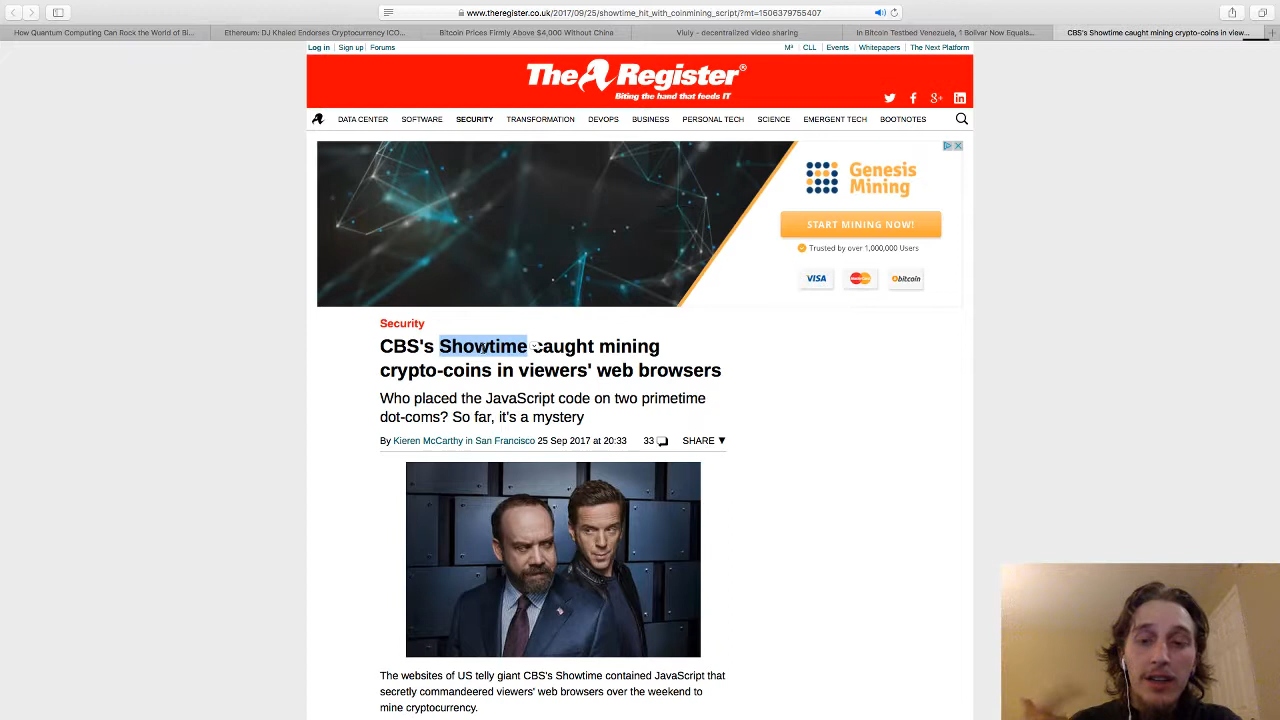 www.theregister.co.uk/2017/09/25/showtime_hit_with_coinmining_script/?mt=1506379755407
How Quantum Computing Can Rock the World of Bi...
Ethereum: DJ Khaled Endorses Cryptocurrency ICO...
Bitcoin Prices Firmly Above $4,000 Without China
Viuly - decentralized video sharing
In Bitcoin Testbed Venezuela, 1 Bolivar Now Equals...
CBS's Showtime caught mining crypto-coins in view...
Log in Sign up Forums
M³ CLL Events Whitepapers The Next Platform
The Register®
Biting the hand that feeds IT
DATA CENTER SOFTWARE SECURITY TRANSFORMATION DEVOPS BUSINESS PERSONAL TECH SCIENCE EMERGENT TECH BOOTNOTES
Genesis
Mining
START MINING NOW!
Trusted by over 1,000,000 Users
VISA MasterCard bitcoin
Security
CBS's Showtime caught mining
crypto-coins in viewers' web browsers
Who placed the JavaScript code on two primetime
dot-coms? So far, it's a mystery
By Kieren McCarthy in San Francisco 25 Sep 2017 at 20:33 33 SHARE ▼
The websites of US telly giant CBS's Showtime contained JavaScript that
secretly commandeered viewers' web browsers over the weekend to
mine cryptocurrency.